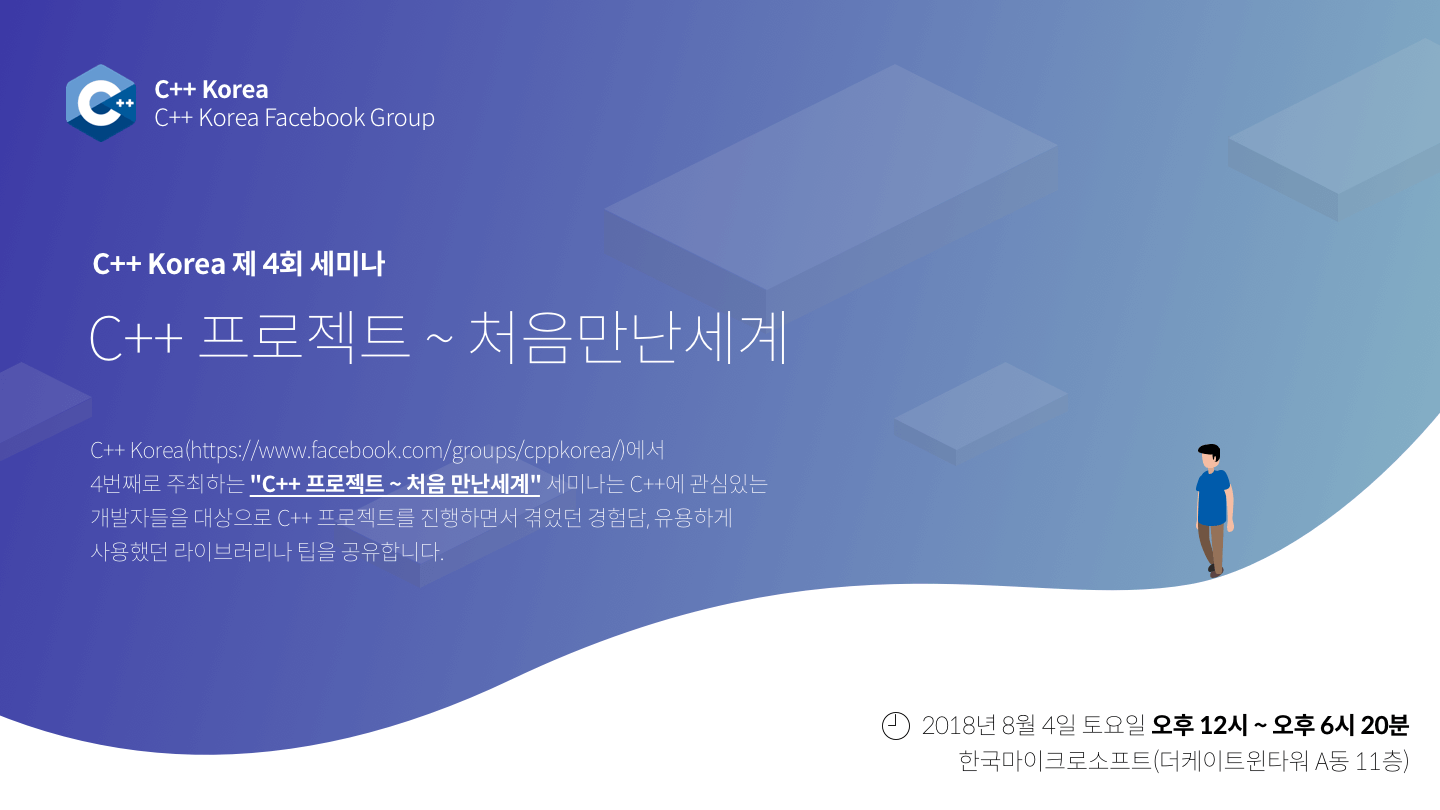 C++ Korea
C++ Korea Facebook Group
C++ Korea 제 4회 세미나
C++ 프로젝트 ~ 처음만난세계
C++ Korea(https://www.facebook.com/groups/cppkorea/)에서
4번째로 주최하는 "C++ 프로젝트 ~ 처음 만난세계" 세미나는 C++에 관심있는
개발자들을 대상으로 C++ 프로젝트를 진행하면서 겪었던 경험담, 유용하게
사용했던 라이브러리나 팁을 공유합니다.
2018년 8월 4일 토요일 오후 12시 ~ 오후 6시 20분
한국마이크로소프트(더케이트윈타워 A동 11층)